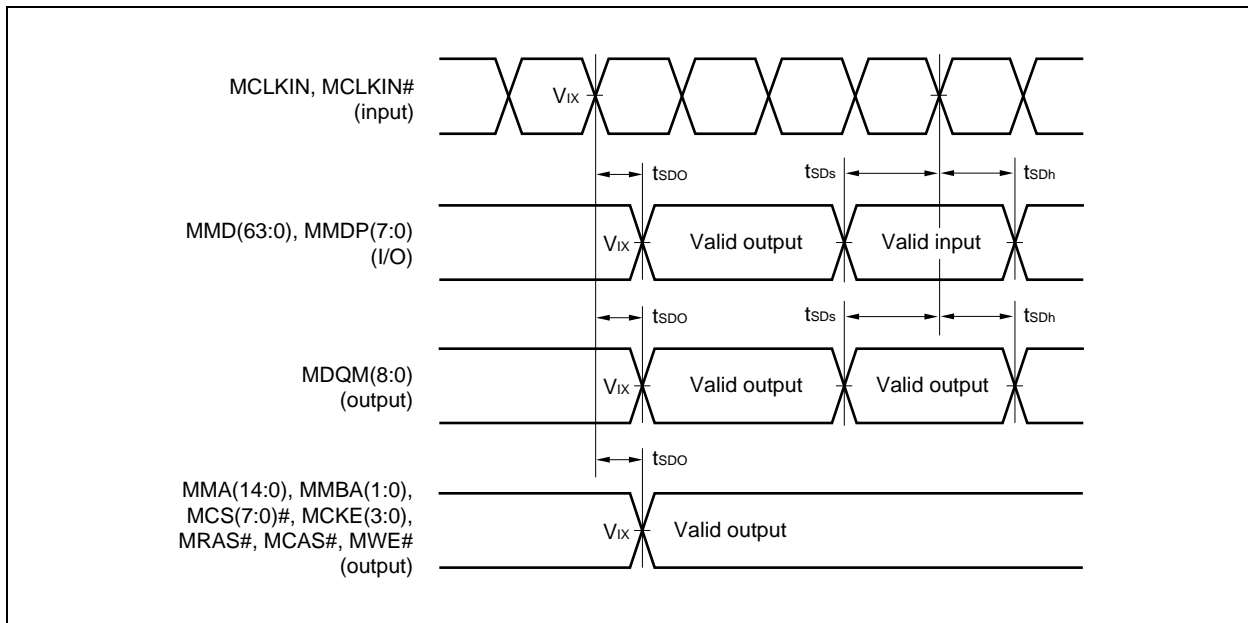 MCLKIN, MCLKIN#
(input)
VIX
tSDO
tSDs
tSDh
MMD(63:0), MMDP(7:0)
(I/O)
VIX
Valid output
Valid input
tSDO
tSDs
tSDh
MDQM(8:0)
(output)
VIX
Valid output
Valid output
tSDO
MMA(14:0), MMBA(1:0),
MCS(7:0)#, MCKE(3:0),
MRAS#, MCAS#, MWE#
(output)
VIX
Valid output